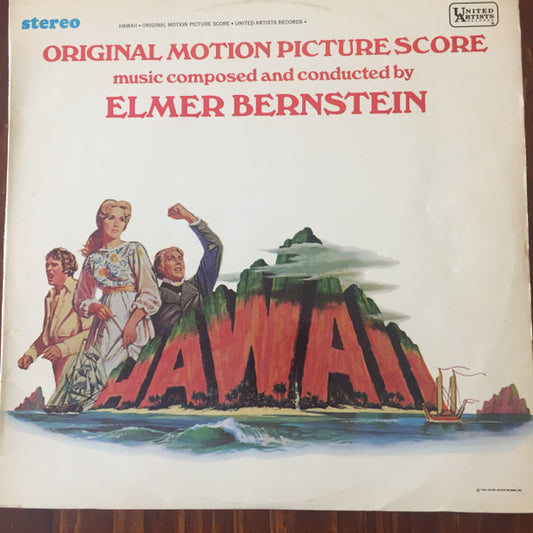 stereo
HAWAII • ORIGINAL MOTION PICTURE SCORE • UNITED ARTISTS RECORDS •
UNITED
ARTISTS
RECORDS
ORIGINAL MOTION PICTURE SCORE
music composed and conducted by
ELMER BERNSTEIN
HAWAII